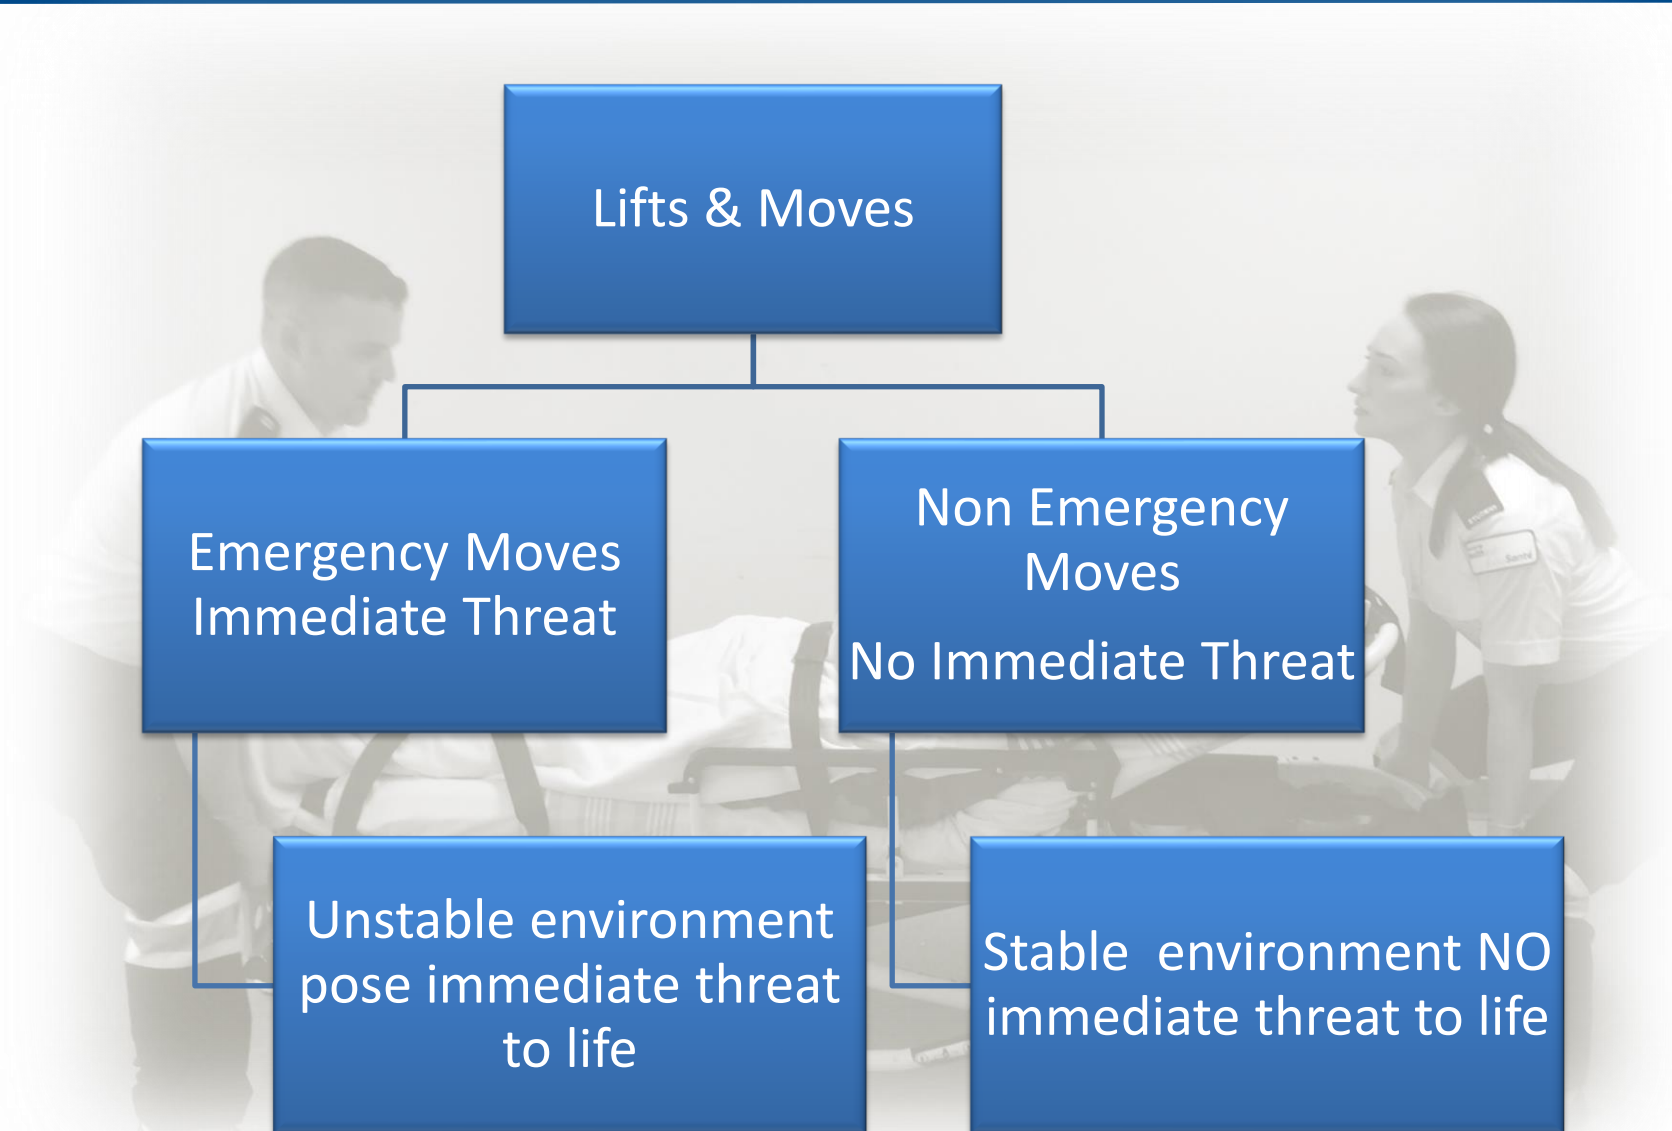 Lifts & Moves
Emergency Moves
Immediate Threat
Non Emergency
Moves
No Immediate Threat
Unstable environment
pose immediate threat
to life
Stable  environment NO
immediate threat to life